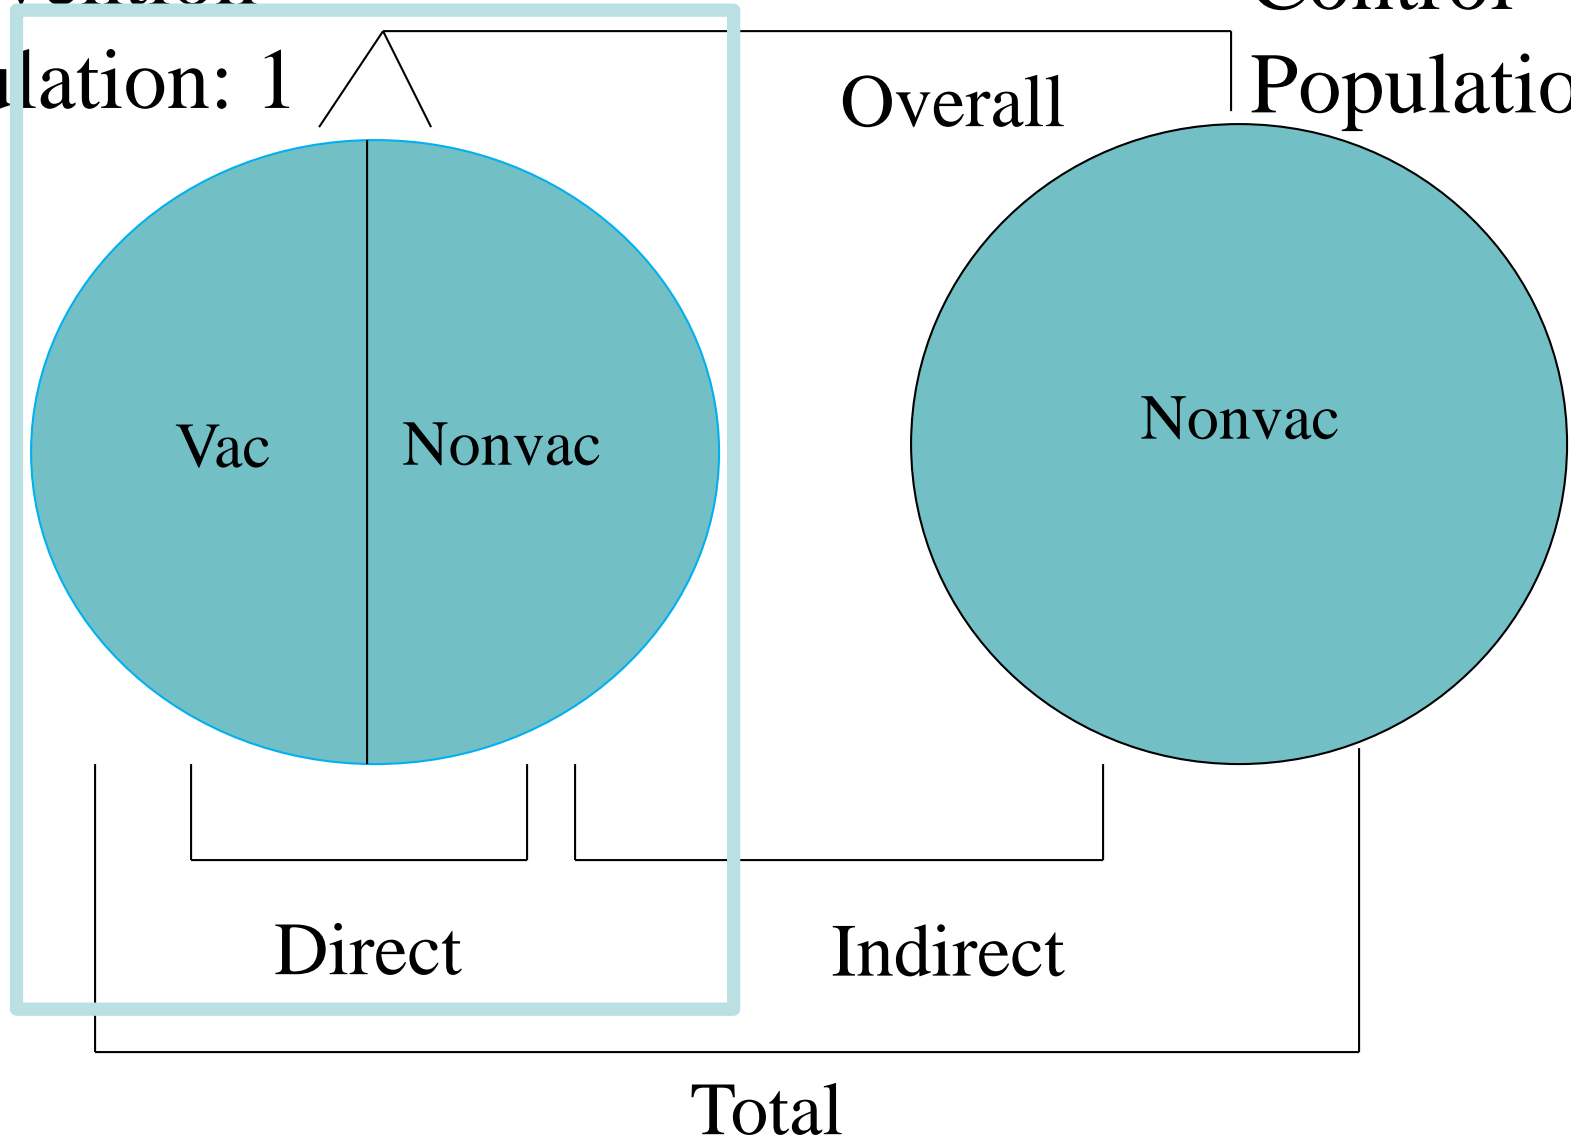 ulation: 1
Overall
Populatio
Vac
Nonvac
Nonvac
Direct
Indirect
Total